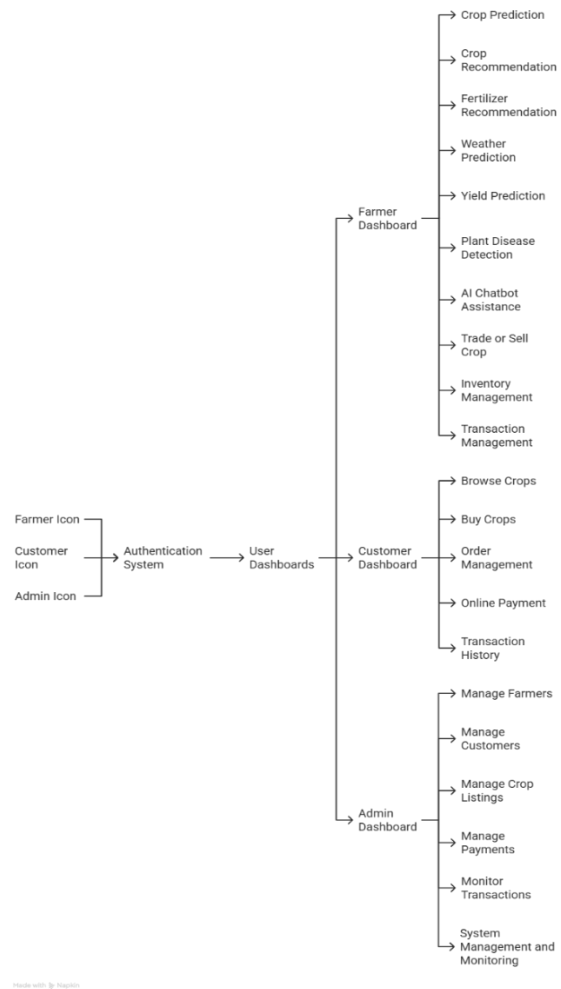 Crop Prediction
Crop
Recommendation
Fertilizer
Recommendation
Weather
Prediction
Yield Prediction
Farmer
Dashboard
Plant Disease
Detection
AI Chatbot
Assistance
Trade or Sell
Crop
Inventory
Management
Transaction
Management
Browse Crops
Farmer Icon
Buy Crops
Customer
Icon
Authentication
System
User
Dashboards
Customer
Dashboard
Order
Management
Admin Icon
Online Payment
Transaction
History
Manage Farmers
Manage
Customers
Manage Crop
Listings
Admin
Dashboard
Manage
Payments
Monitor
Transactions
System
Management and
Monitoring
Made with Napkin